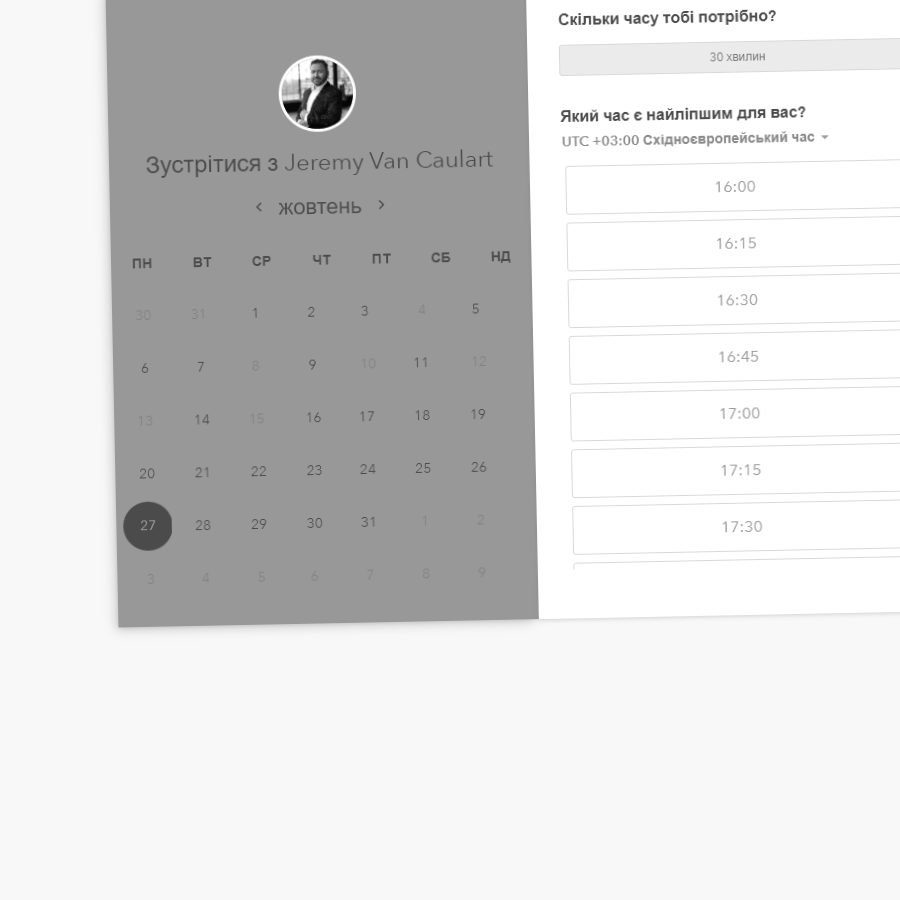 Зустрітися з Jeremy Van Caulart
жовтень
ПН ВТ СР ЧТ ПТ СБ НД
30 31 1 2 3 4 5
6 7 8 9 10 11 12
13 14 15 16 17 18 19
20 21 22 23 24 25 26
27 28 29 30 31 1 2
3 4 5 6 7 8 9
Скільки часу тобі потрібно?
30 хвилин
Який час є найліпшим для вас?
UTC +03:00 Східноєвропейський час
16:00
16:15
16:30
16:45
17:00
17:15
17:30